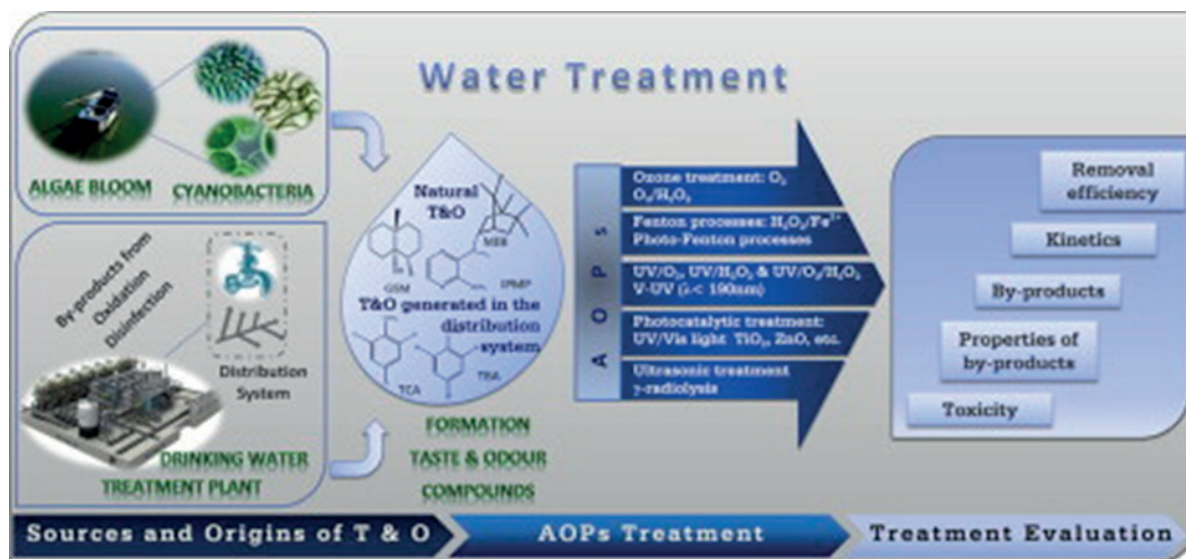 Water Treatment
ALGAE BLOOM
CYANOBACTERIA
By-products from
Oxidation
Disinfection
Distribution
System
DRINKING WATER
TREATMENT PLANT
Natural
T&O
MIB
GSM
IPMP
T&O generated in the
distribution
system
TCA
TBA
FORMATION
TASTE & ODOUR
COMPOUNDS
AOPs
Ozone treatment: O₃
O₃/H₂O₂
Fenton processes: H₂O₂/Fe²⁺
Photo-Fenton processes
UV/O₃, UV/H₂O₂ & UV/O₃/H₂O₂
V-UV (λ< 190nm)
Photocatalytic treatment:
UV/Vis light TiO₂, ZnO, etc.
Ultrasonic treatment
γ-radiolysis
Removal
efficiency
Kinetics
By-products
Properties of
by-products
Toxicity
Sources and Origins of T & O
AOPs Treatment
Treatment Evaluation